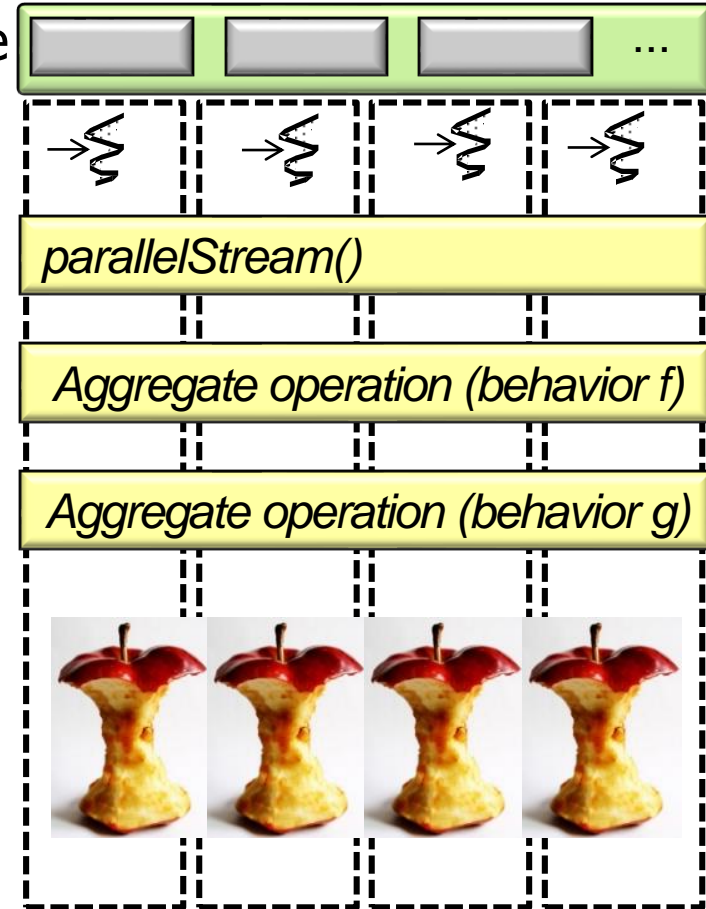 e
...
parallelStream()
Aggregate operation (behavior f)
Aggregate operation (behavior g)